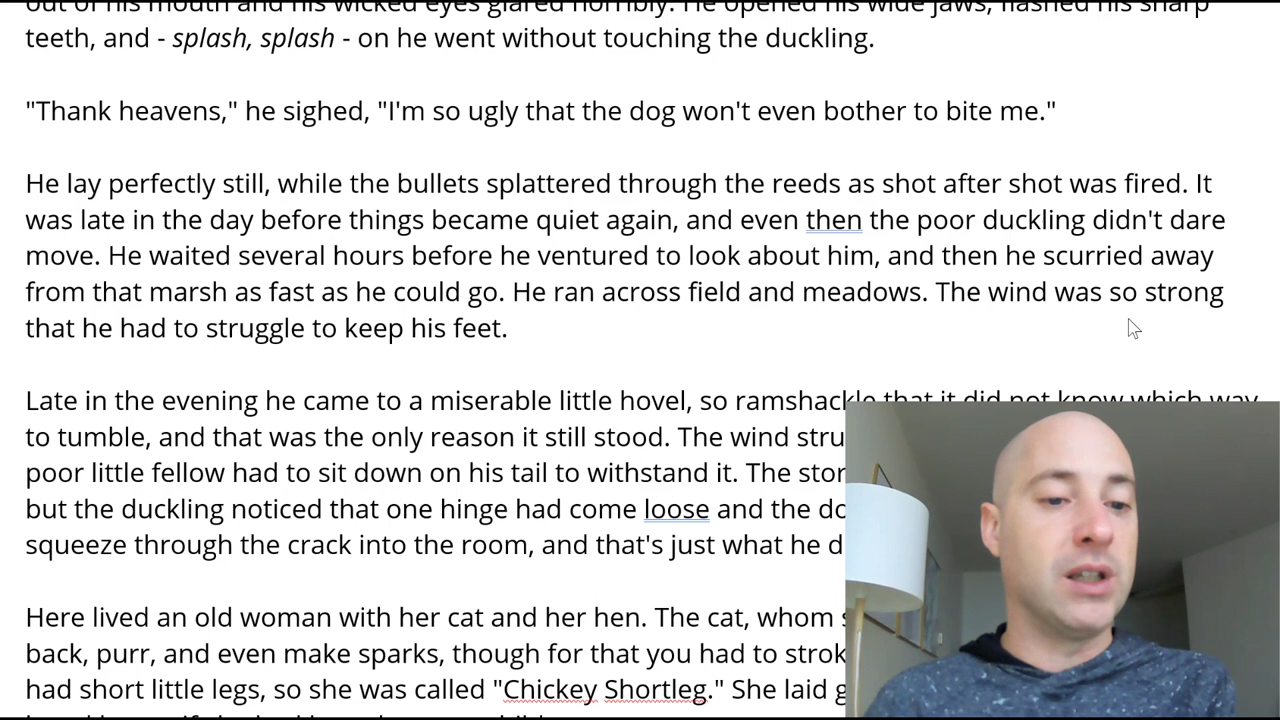 out of his mouth and his wicked eyes glared horribly. He opened his wide jaws, flashed his sharp
teeth, and - splash, splash - on he went without touching the duckling.
"Thank heavens," he sighed, "I'm so ugly that the dog won't even bother to bite me."
He lay perfectly still, while the bullets splattered through the reeds as shot after shot was fired. It
was late in the day before things became quiet again, and even then the poor duckling didn't dare
move. He waited several hours before he ventured to look about him, and then he scurried away
from that marsh as fast as he could go. He ran across field and meadows. The wind was so strong
that he had to struggle to keep his feet.
Late in the evening he came to a miserable little hovel, so ramshackle that it did not know which way
to tumble, and that was the only reason it still stood. The wind stru
poor little fellow had to sit down on his tail to withstand it. The stor
but the duckling noticed that one hinge had come loose and the do
squeeze through the crack into the room, and that's just what he d
Here lived an old woman with her cat and her hen. The cat, whom s
back, purr, and even make sparks, though for that you had to strok
had short little legs, so she was called "Chickey Shortleg." She laid g